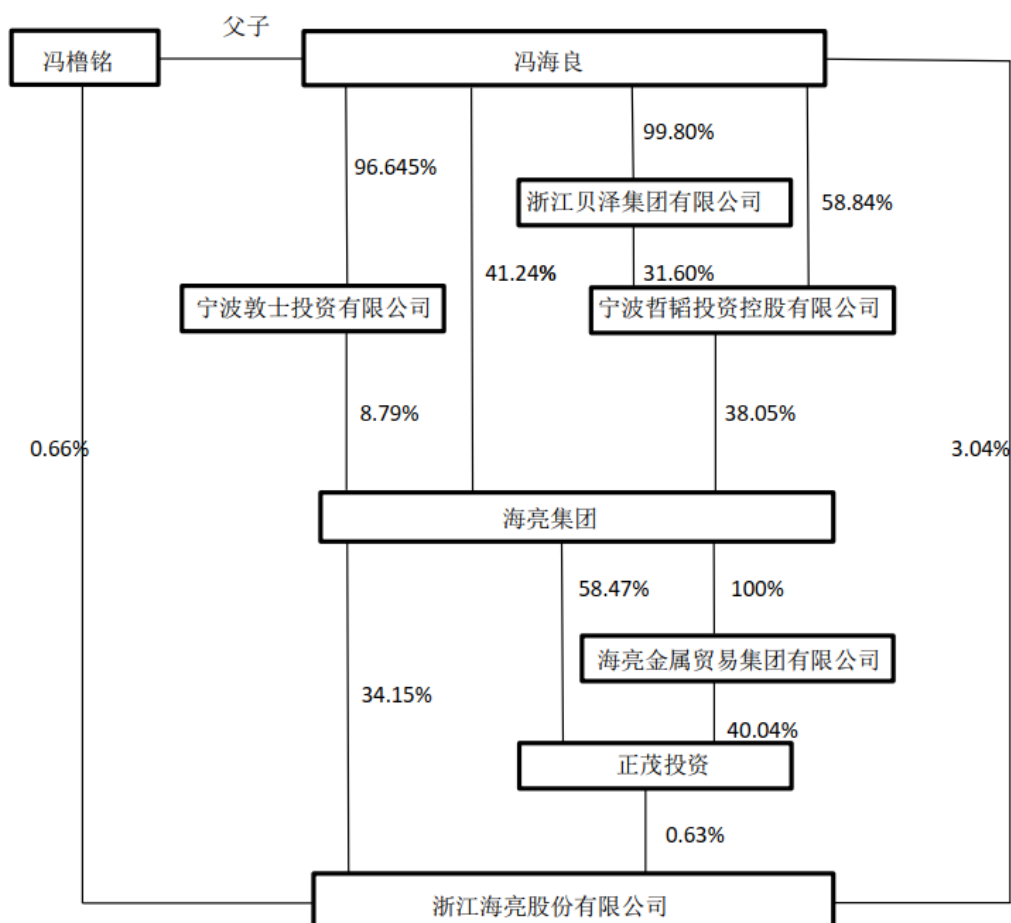 父子
冯橹铭
冯海良
99.80%
96.645%
浙江贝泽集团有限公司
58.84%
41.24%
31.60%
宁波敦士投资有限公司
宁波哲韬投资控股有限公司
8.79%
38.05%
0.66%
3.04%
海亮集团
58.47%
100%
海亮金属贸易集团有限公司
34.15%
40.04%
正茂投资
0.63%
浙江海亮股份有限公司